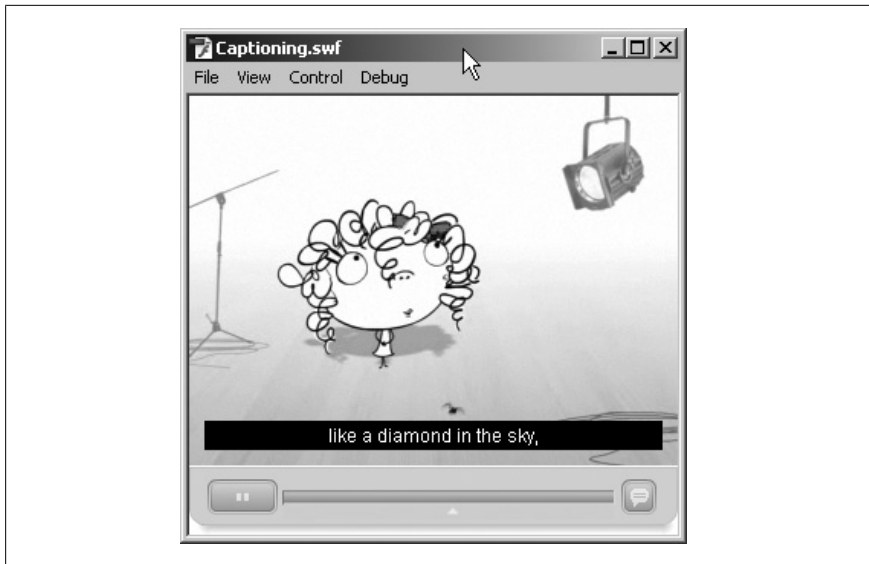 Captioning.swf
File View Control Debug
like a diamond in the sky,